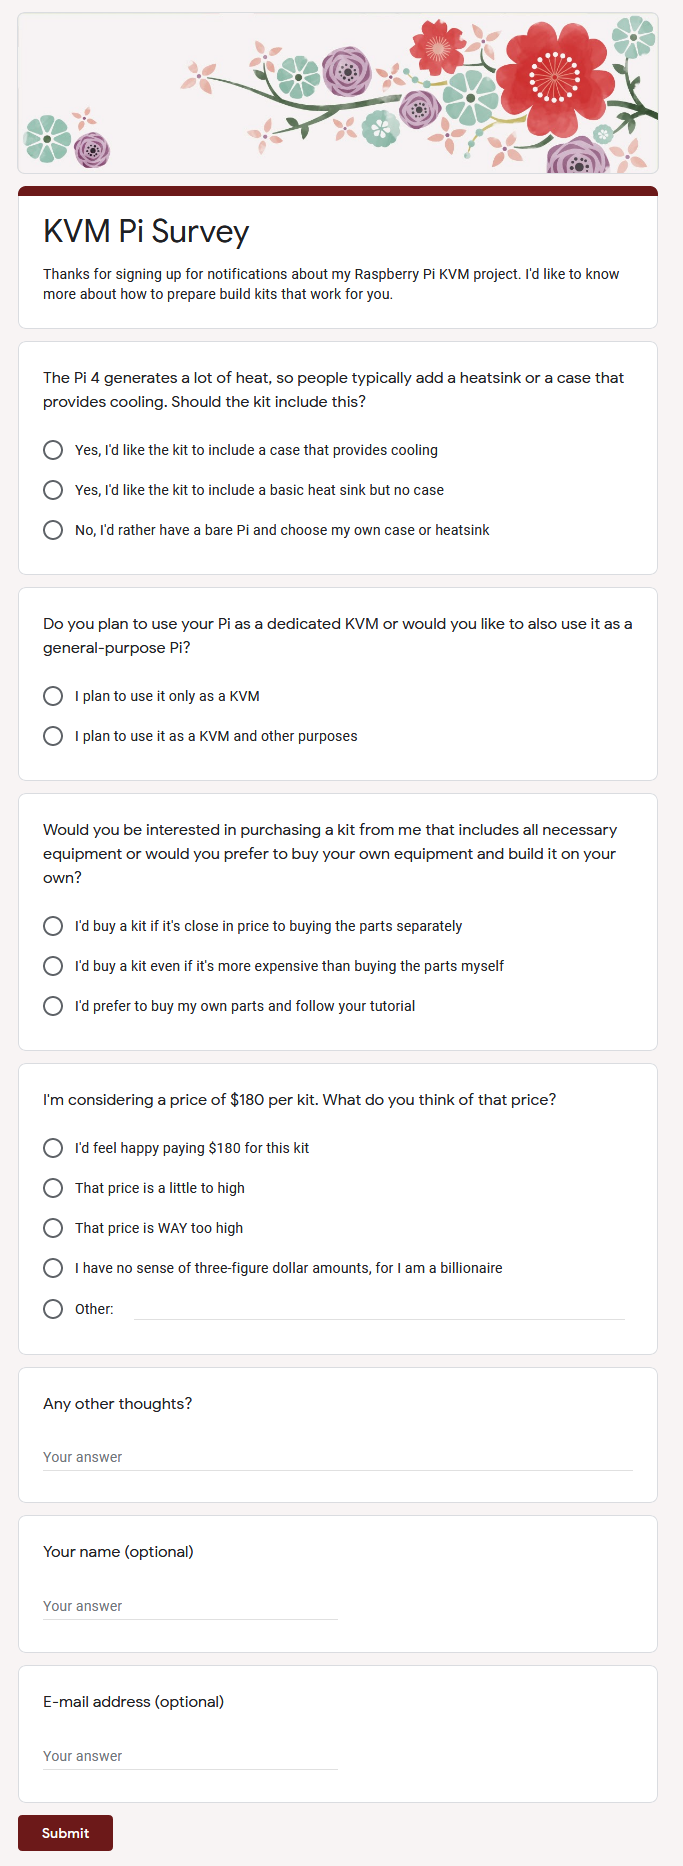 KVM Pi Survey
Thanks for signing up for notifications about my Raspberry Pi KVM project. I'd like to know
more about how to prepare build kits that work for you.
The Pi 4 generates a lot of heat, so people typically add a heatsink or a case that
provides cooling. Should the kit include this?
Yes, I'd like the kit to include a case that provides cooling
Yes, I'd like the kit to include a basic heat sink but no case
No, I'd rather have a bare Pi and choose my own case or heatsink
Do you plan to use your Pi as a dedicated KVM or would you like to also use it as a
general-purpose Pi?
I plan to use it only as a KVM
I plan to use it as a KVM and other purposes
Would you be interested in purchasing a kit from me that includes all necessary
equipment or would you prefer to buy your own equipment and build it on your
own?
I'd buy a kit if it's close in price to buying the parts separately
I'd buy a kit even if it's more expensive than buying the parts myself
I'd prefer to buy my own parts and follow your tutorial
I'm considering a price of $180 per kit. What do you think of that price?
I'd feel happy paying $180 for this kit
That price is a little to high
That price is WAY too high
I have no sense of three-figure dollar amounts, for I am a billionaire
Other:
Any other thoughts?
Your answer
Your name (optional)
Your answer
E-mail address (optional)
Your answer
Submit